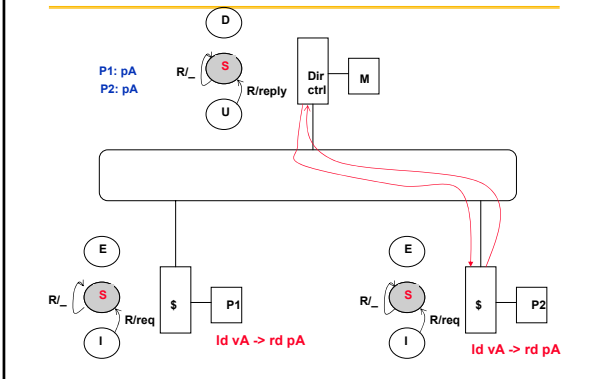 D
P1: pA
P2: pA
R/_
S
R/reply
U
Dir
ctrl
M
E
R/_
S
R/req
I
$
P1
ld vA -> rd pA
E
R/_
S
R/req
I
$
P2
ld vA -> rd pA